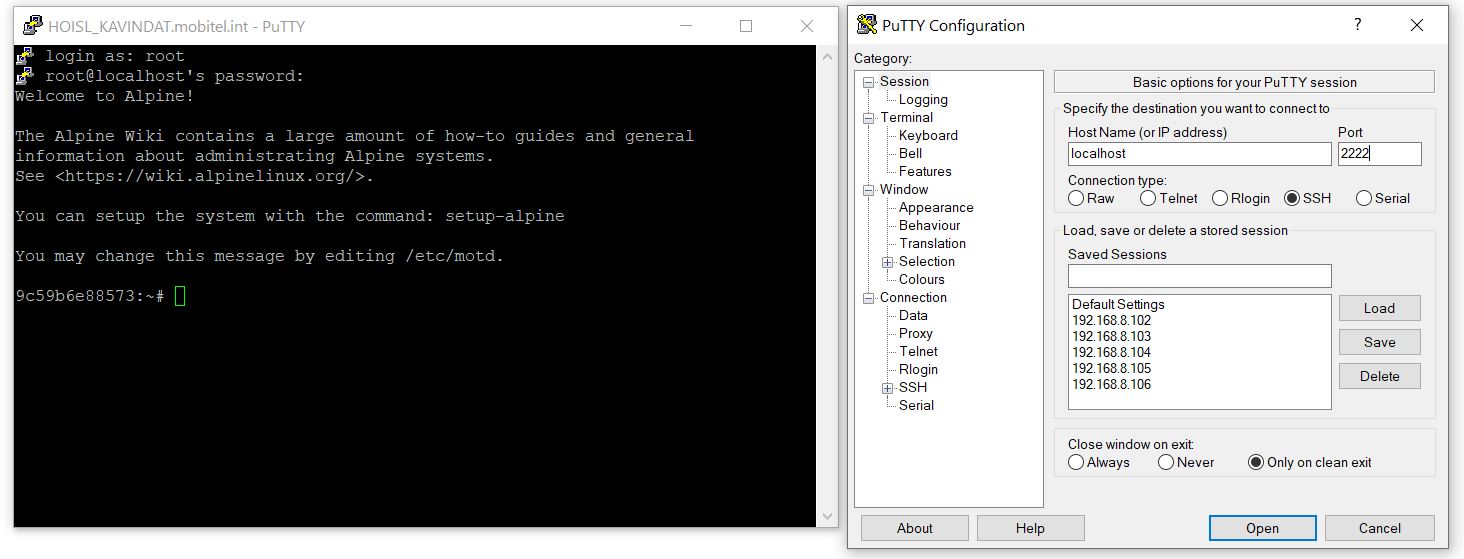 HOISL_KAVINDAT.mobitel.int - PuTTY
login as: root
root@localhost's password:
Welcome to Alpine!
The Alpine Wiki contains a large amount of how-to guides and general
information about administrating Alpine systems.
See <https://wiki.alpinelinux.org/>.
You can setup the system with the command: setup-alpine
You may change this message by editing /etc/motd.
9c59b6e88573:~#
PuTTY Configuration
?
Category:
Session
Logging
Terminal
Keyboard
Bell
Features
Window
Appearance
Behaviour
Translation
Selection
Colours
Connection
Data
Proxy
Telnet
Rlogin
SSH
Serial
Basic options for your PuTTY session
Specify the destination you want to connect to
Host Name (or IP address) Port
localhost 2222
Connection type:
Raw Telnet Rlogin SSH Serial
Load, save or delete a stored session
Saved Sessions
Default Settings
192.168.8.102
192.168.8.103
192.168.8.104
192.168.8.105
192.168.8.106
Load
Save
Delete
Close window on exit:
Always Never Only on clean exit
About Help Open Cancel